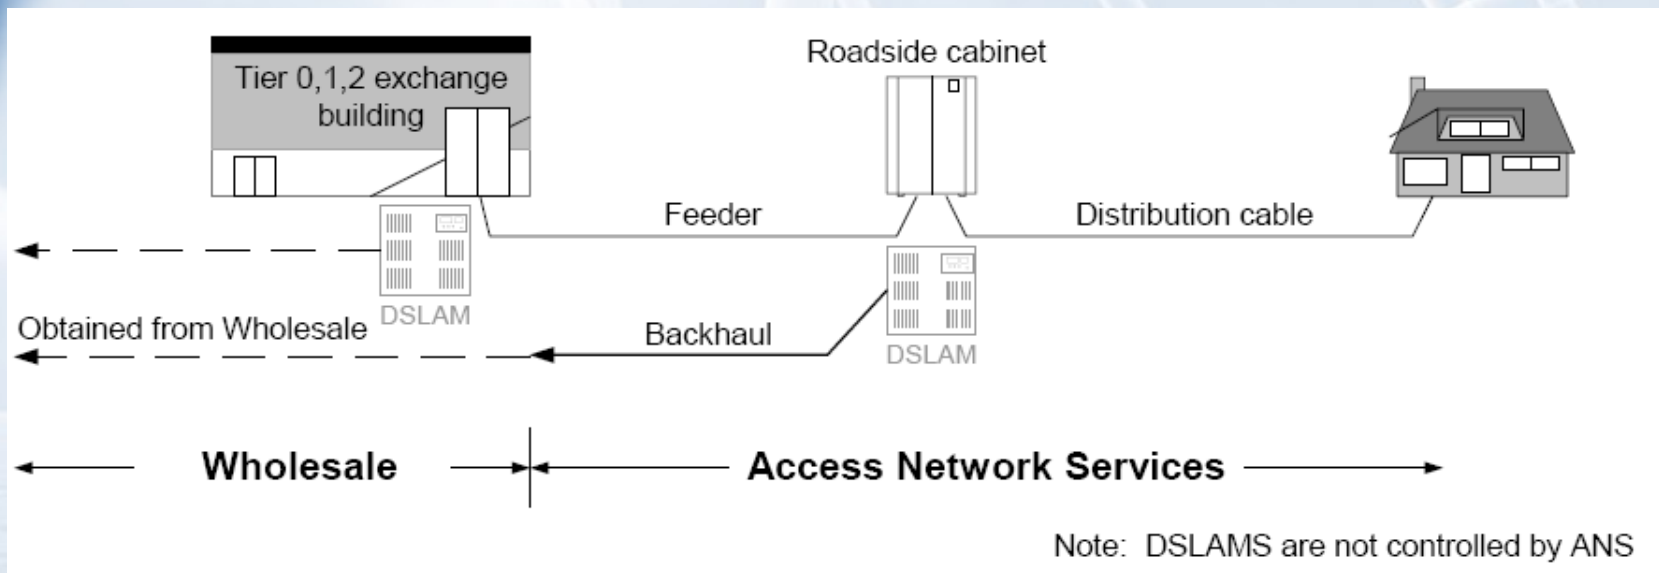 Roadside cabinet
Tier 0,1,2 exchange
building
Feeder
Distribution cable
DSLAM
Obtained from Wholesale
Backhaul
DSLAM
Wholesale
Access Network Services
Note: DSLAMS are not controlled by ANS